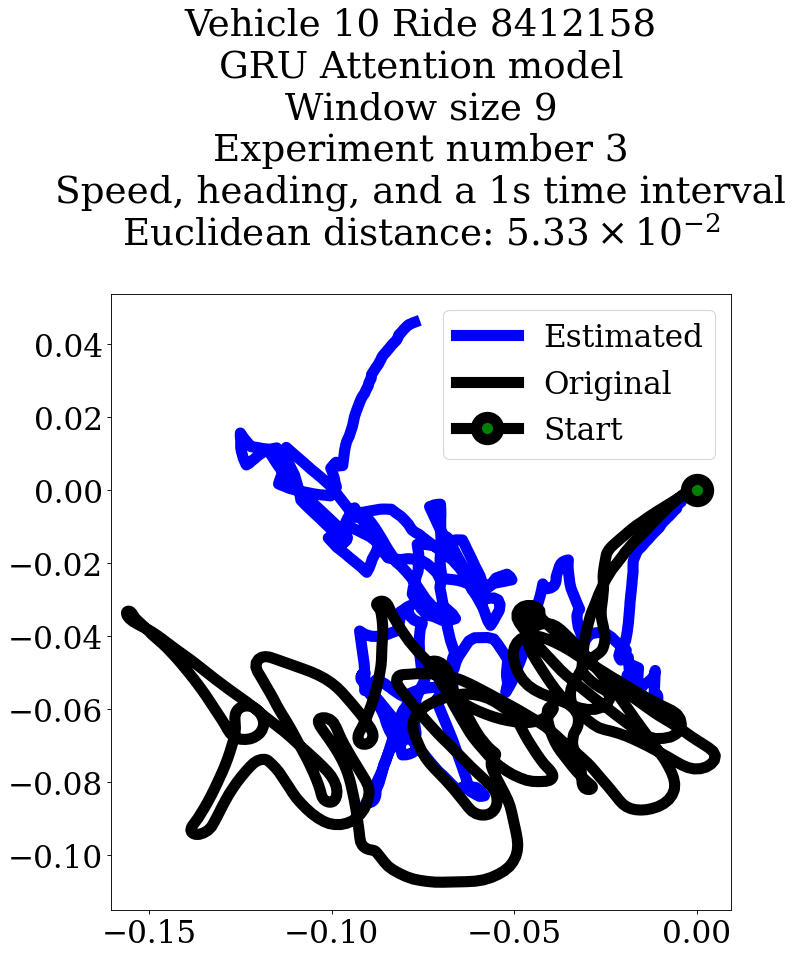 Vehicle 10 Ride 8412158
GRU Attention model
Window size 9
Experiment number 3
Speed, heading, and a 1s time interval
Euclidean distance: 5.33 × 10⁻²
Estimated
Original
Start
0.04
0.02
0.00
−0.02
−0.04
−0.06
−0.08
−0.10
−0.15 −0.10 −0.05 0.00